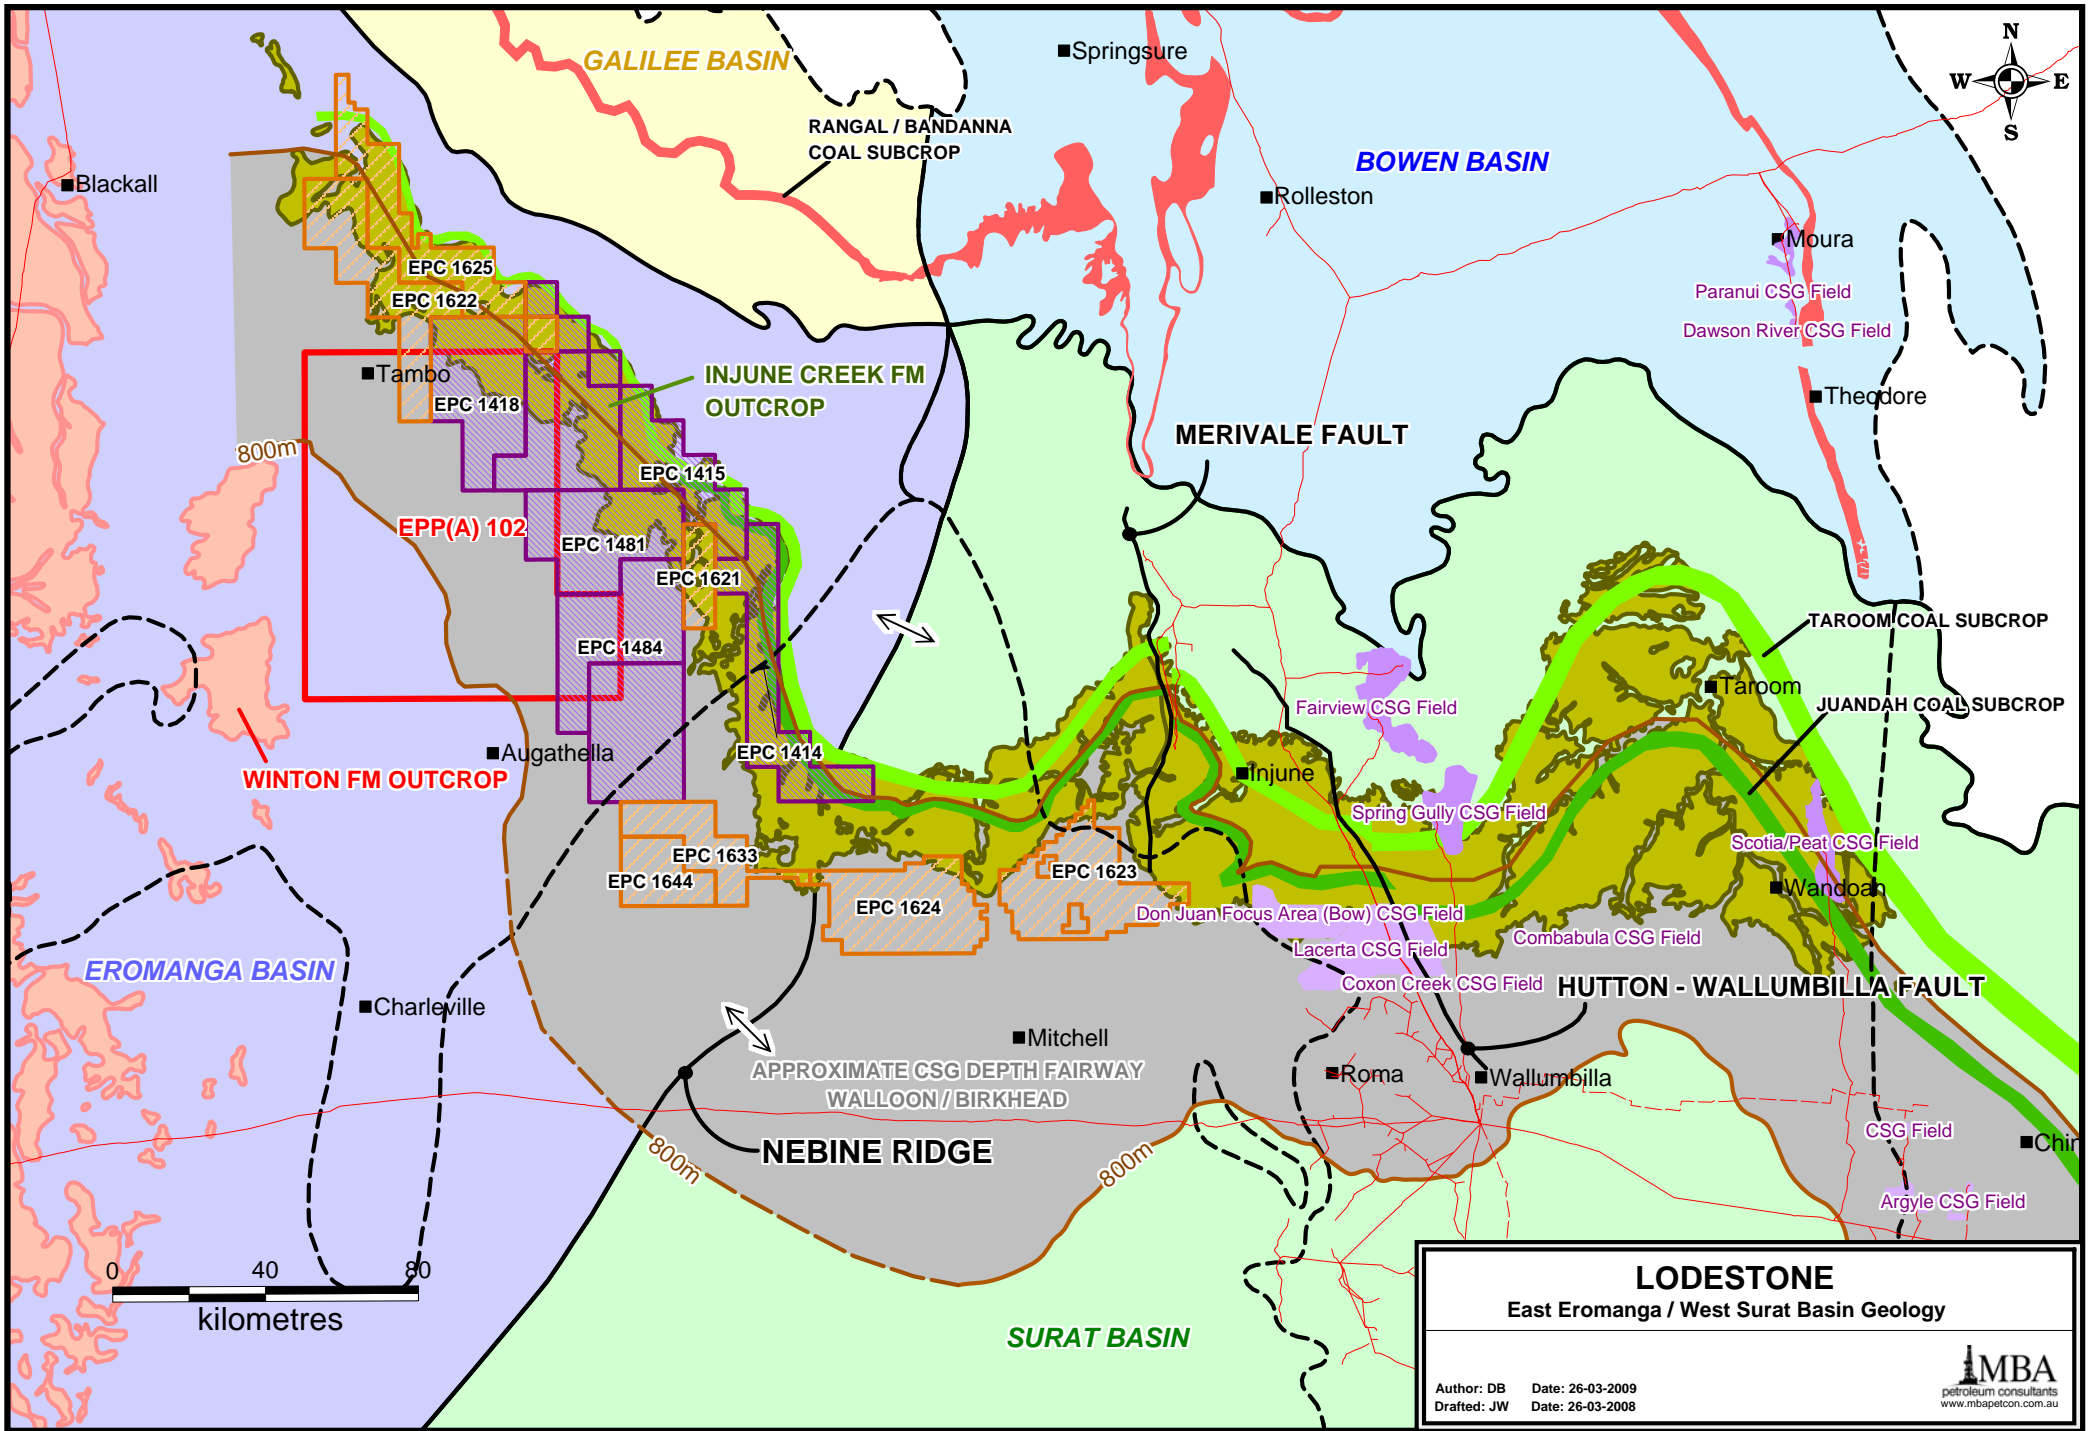 GALILEE BASIN
Springsure
N
W
E
S
RANGAL / BANDANNA
COAL SUBCROP
BOWEN BASIN
Blackall
Rolleston
Moura
EPC 1625
EPC 1622
Paranui CSG Field
Dawson River CSG Field
Tambo
INJUNE CREEK FM
OUTCROP
EPC 1418
Theodore
MERIVALE FAULT
800m
EPC 1415
EPP(A) 102
EPC 1481
EPC 1621
TAROOM COAL SUBCROP
EPC 1484
Taroom
JUANDAH COAL SUBCROP
Fairview CSG Field
Augathella
EPC 1414
WINTON FM OUTCROP
Injune
Spring Gully CSG Field
Scotia/Peat CSG Field
EPC 1633
EPC 1644
EPC 1623
Wandoan
EPC 1624
Don Juan Focus Area (Bow) CSG Field
Combabula CSG Field
Lacerta CSG Field
EROMANGA BASIN
Coxon Creek CSG Field
HUTTON - WALLUMBILLA FAULT
Charleville
Mitchell
APPROXIMATE CSG DEPTH FAIRWAY
WALLOON / BIRKHEAD
Roma
Wallumbilla
CSG Field
Chin
NEBINE RIDGE
800m
800m
Argyle CSG Field
0 40 80
kilometres
SURAT BASIN
LODESTONE
East Eromanga / West Surat Basin Geology
Author: DB Date: 26-03-2009
Drafted: JW Date: 26-03-2008
MBA
petroleum consultants
www.mbapetcon.com.au